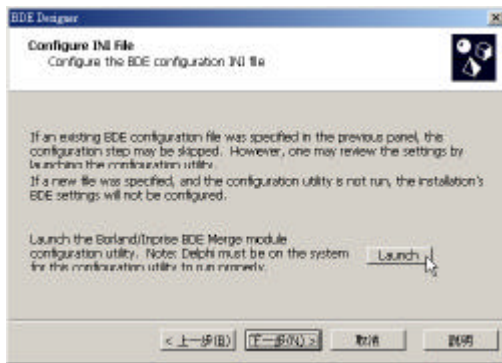 BDE Designer
Configure INI File
Configure the BDE configuration INI file
If an existing BDE configuration file was specified in the previous panel, this
configuration step may be skipped. However, one may review the settings by
launching the configuration utility.
If a new file was specified, and the configuration utility is not run, the installation's
BDE settings will not be configured.
Launch the Borland/Inprise BDE Merge module
configuration utility. Note: Delphi must be on the system
for this configuration utility to run properly.
Launch
< 上一步(B) 下一步(N) > 取消 說明